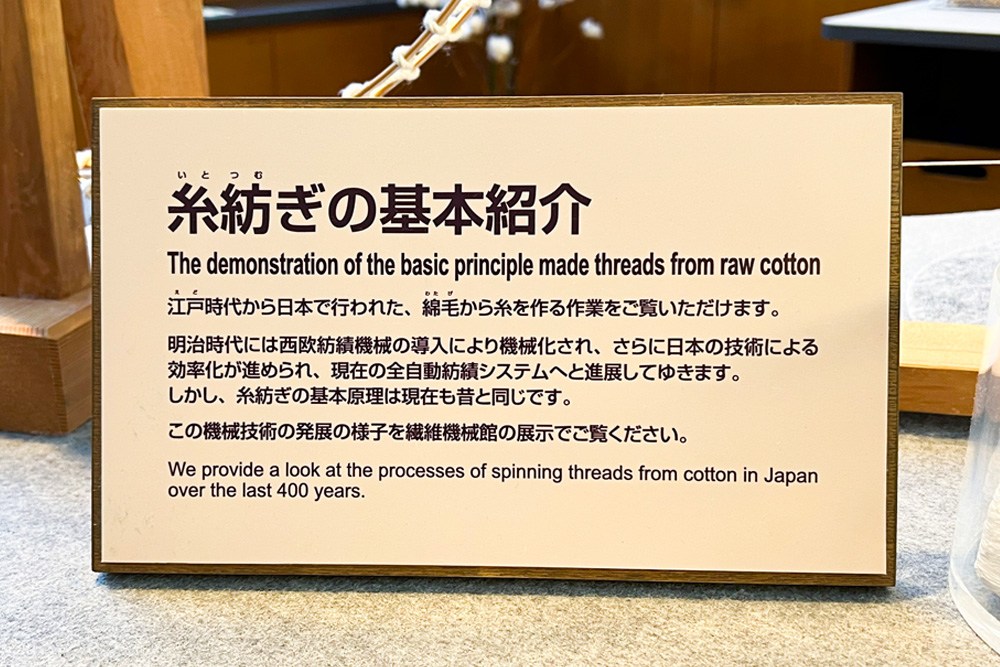 いとつむ
糸紡ぎの基本紹介
The demonstration of the basic principle made threads from raw cotton
えど わたげ
江戸時代から日本で行われた、綿毛から糸を作る作業をご覧いただけます。
明治時代には西欧紡績機械の導入により機械化され、さらに日本の技術による
効率化が進められ、現在の全自動紡績システムへと進展してゆきます。
しかし、糸紡ぎの基本原理は現在も昔と同じです。
この機械技術の発展の様子を繊維機械館の展示でご覧ください。
We provide a look at the processes of spinning threads from cotton in Japan
over the last 400 years.